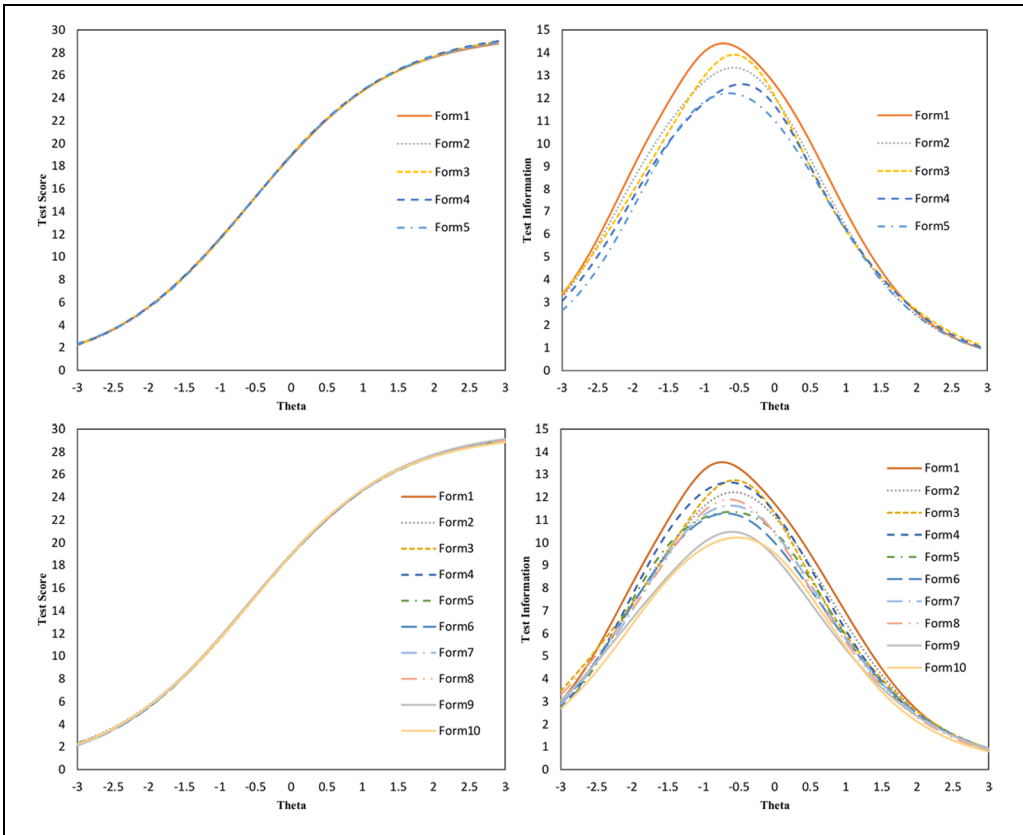 30
28
26
24
22
20
18
16
14
12
10
8
6
4
2
0
Test Score
-3 -2.5 -2 -1.5 -1 -0.5 0 0.5 1 1.5 2 2.5 3
Theta
Form1
Form2
Form3
Form4
Form5
15
14
13
12
11
10
9
8
7
6
5
4
3
2
1
0
Test Information
-3 -2.5 -2 -1.5 -1 -0.5 0 0.5 1 1.5 2 2.5 3
Theta
Form1
Form2
Form3
Form4
Form5
30
28
26
24
22
20
18
16
14
12
10
8
6
4
2
0
Test Score
-3 -2.5 -2 -1.5 -1 -0.5 0 0.5 1 1.5 2 2.5 3
Theta
Form1
Form2
Form3
Form4
Form5
Form6
Form7
Form8
Form9
Form10
15
14
13
12
11
10
9
8
7
6
5
4
3
2
1
0
Test Information
-3 -2.5 -2 -1.5 -1 -0.5 0 0.5 1 1.5 2 2.5 3
Theta
Form1
Form2
Form3
Form4
Form5
Form6
Form7
Form8
Form9
Form10